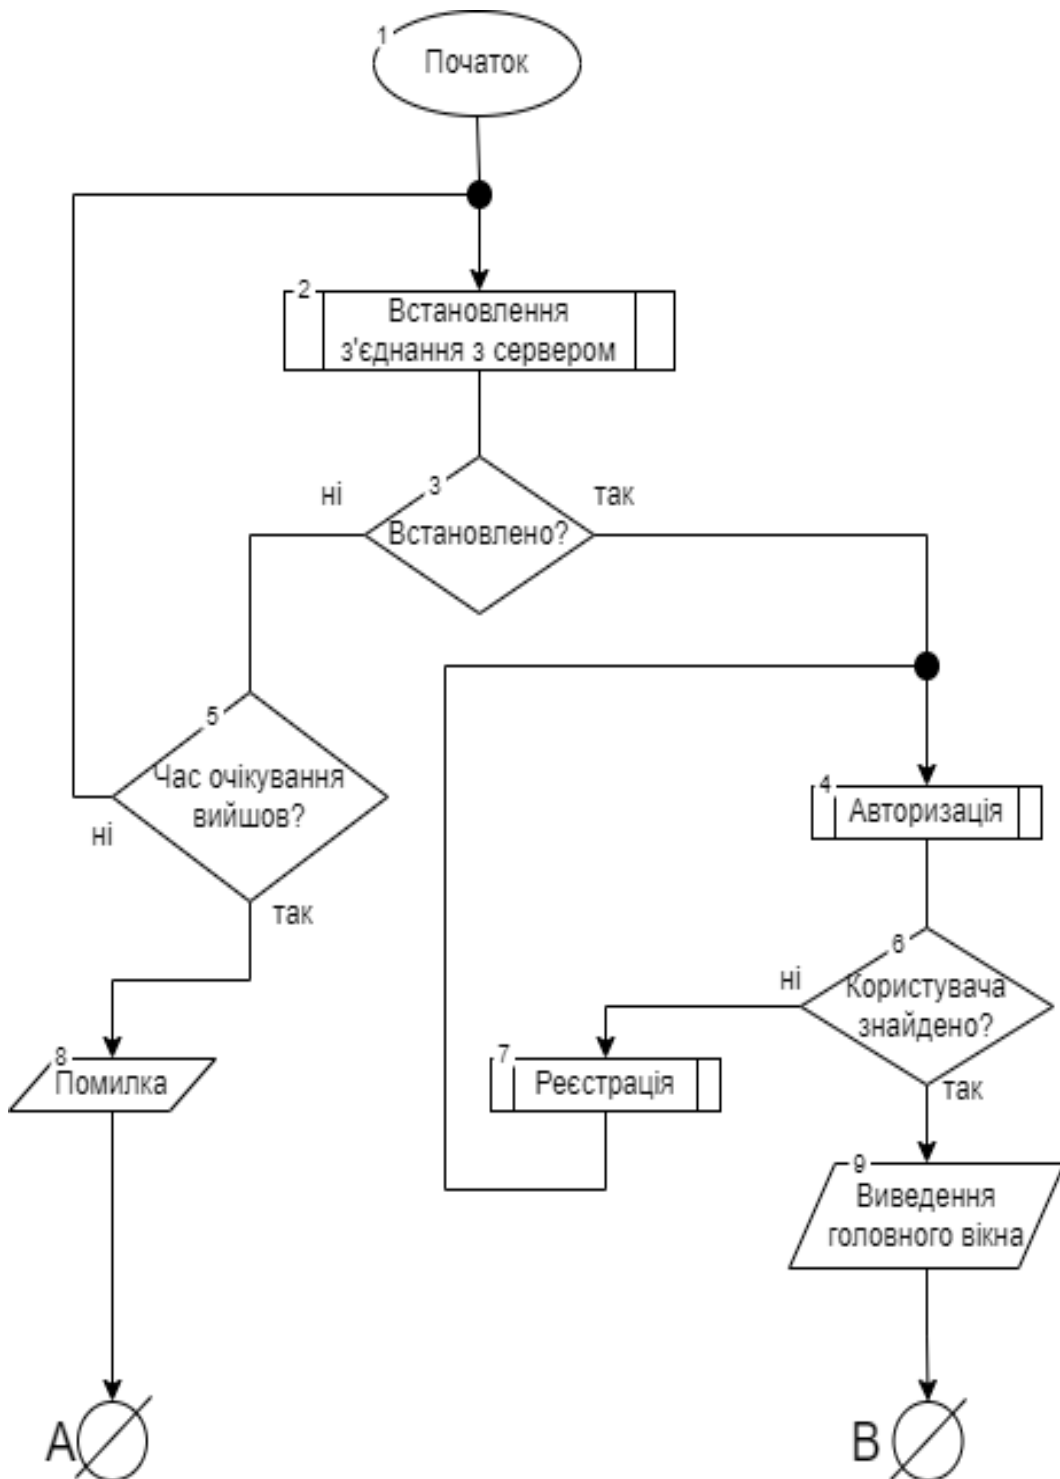 1
Початок
2
Встановлення
з'єднання з сервером
3
ні
так
Встановлено?
5
Час очікування
вийшов?
ні
так
4
Авторизація
6
ні
Користувача
знайдено?
так
8
Помилка
7
Реєстрація
9
Виведення
головного вікна
A
B